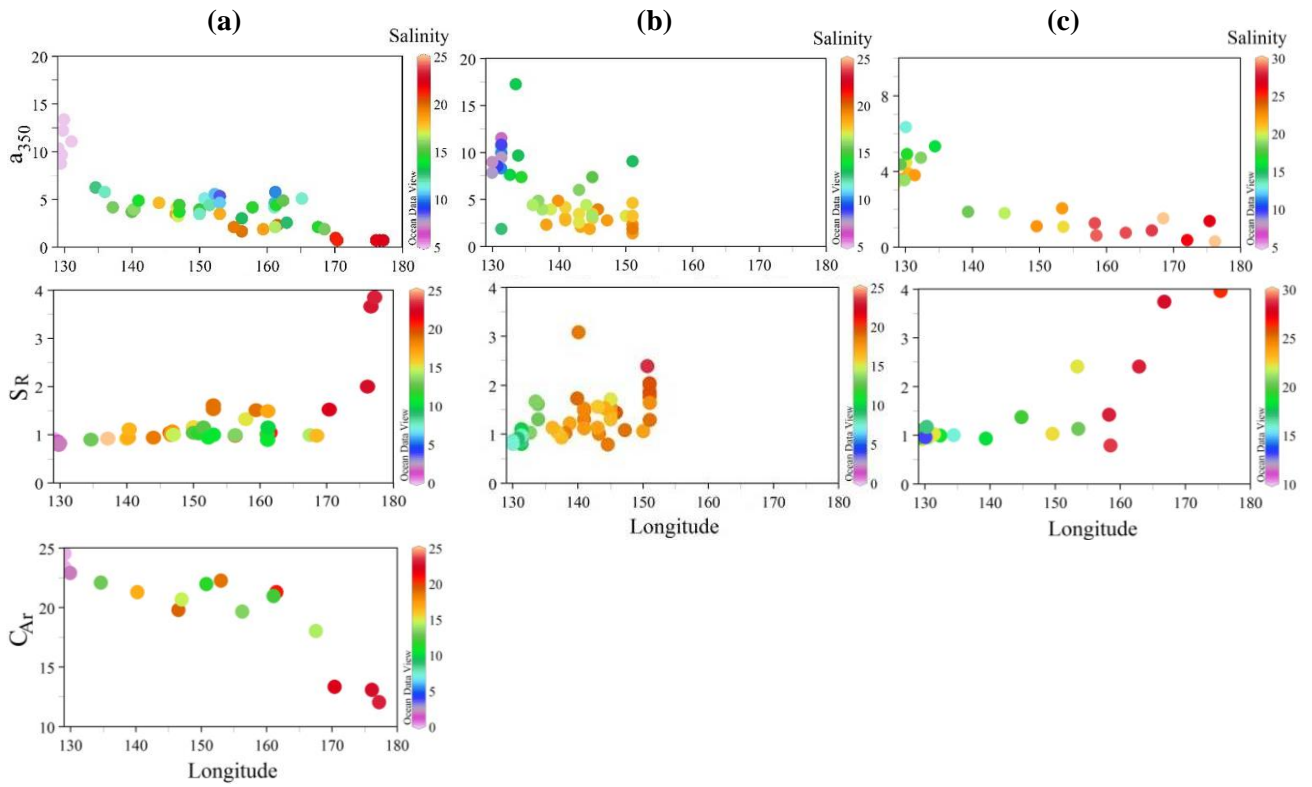 (a) (b) (c)
Salinity Salinity Salinity
20 15 10 5 0
a350
130 140 150 160 170 180
25 20 15 10 5
Ocean Data View
20 15 10 5 0
130 140 150 160 170 180
25 20 15 10 5
Ocean Data View
8 4 0
130 140 150 160 170 180
30 25 20 15 10 5
Ocean Data View
4 3 2 1 0
SR
130 140 150 160 170 180
25 20 15 10 5 0
Ocean Data View
4 3 2 1 0
130 140 150 160 170 180
Longitude
25 20 15 10 5 0
Ocean Data View
4 3 2 1 0
130 140 150 160 170 180
Longitude
30 25 20 15 10
Ocean Data View
25 20 15 10
CAr
130 140 150 160 170 180
Longitude
25 20 15 10 5 0
Ocean Data View